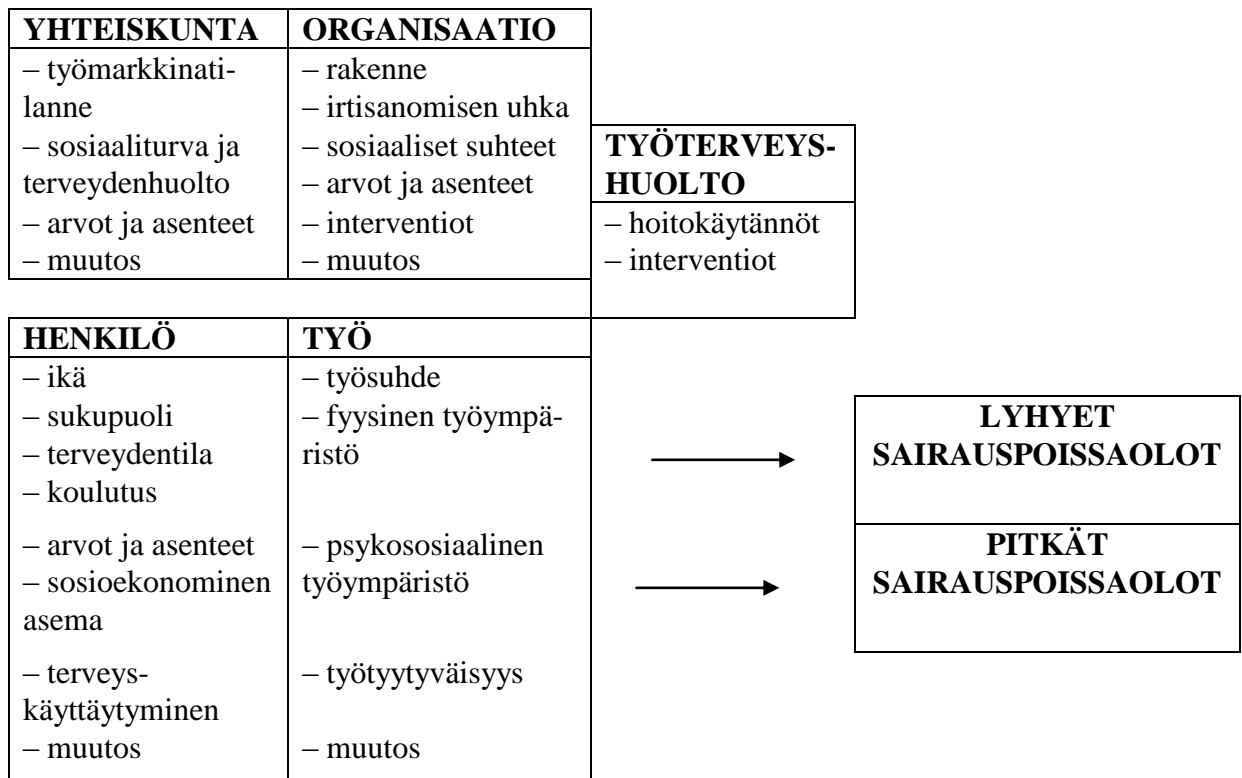 YHTEISKUNTA
– työmarkkinati-
lanne
– sosiaaliturva ja
terveydenhuolto
– arvot ja asenteet
– muutos
ORGANISAATIO
– rakenne
– irtisanomisen uhka
– sosiaaliset suhteet
– arvot ja asenteet
– interventiot
– muutos
TYÖTERVEYS-
HUOLTO
– hoitokäytännöt
– interventiot
HENKILÖ
– ikä
– sukupuoli
– terveydentila
– koulutus
– arvot ja asenteet
– sosioekonominen
asema
– terveys-
käyttäytyminen
– muutos
TYÖ
– työsuhde
– fyysinen työympä-
ristö
– psykososiaalinen
työympäristö
– työtyytyväisyys
– muutos
LYHYET
SAIRAUSPOISSAOLOT
PITKÄT
SAIRAUSPOISSAOLOT